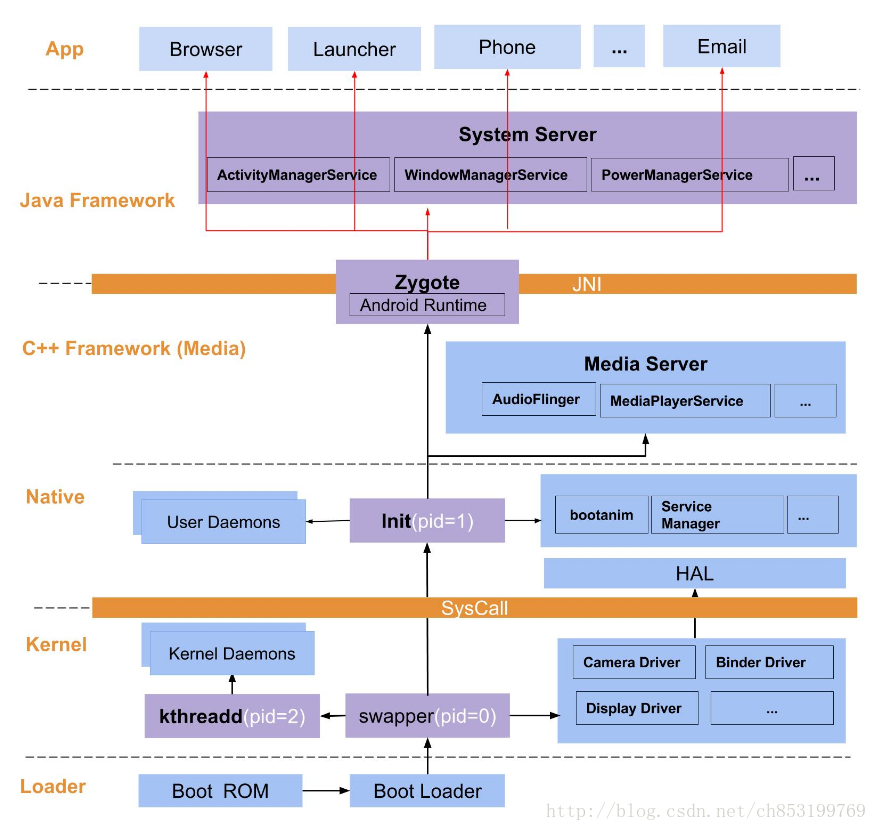 App
Browser
Launcher
Phone
...
Email
System Server
ActivityManagerService
WindowManagerService
PowerManagerService
...
Java Framework
Zygote
Android Runtime
JNI
C++ Framework (Media)
Media Server
AudioFlinger
MediaPlayerService
...
Native
User Daemons
Init(pid=1)
bootanim
Service
Manager
...
HAL
SysCall
Kernel
Kernel Daemons
Camera Driver
Binder Driver
kthreadd(pid=2)
swapper(pid=0)
Display Driver
...
Loader
Boot ROM
Boot Loader
http://blog.csdn.net/ch853199769